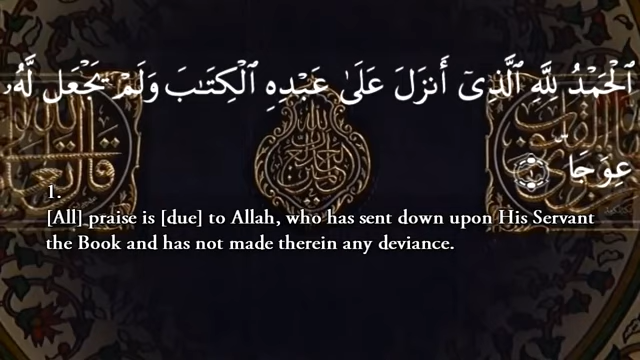 ٱلْحَمْدُ لِلَّهِ ٱلَّذِىٓ أَنزَلَ عَلَىٰ عَبْدِهِ ٱلْكِتَـٰبَ وَلَمْ يَجْعَل لَّهُۥ
عِوَجَاۜ ١
1.
[All] praise is [due] to Allah, who has sent down upon His Servant
the Book and has not made therein any deviance.